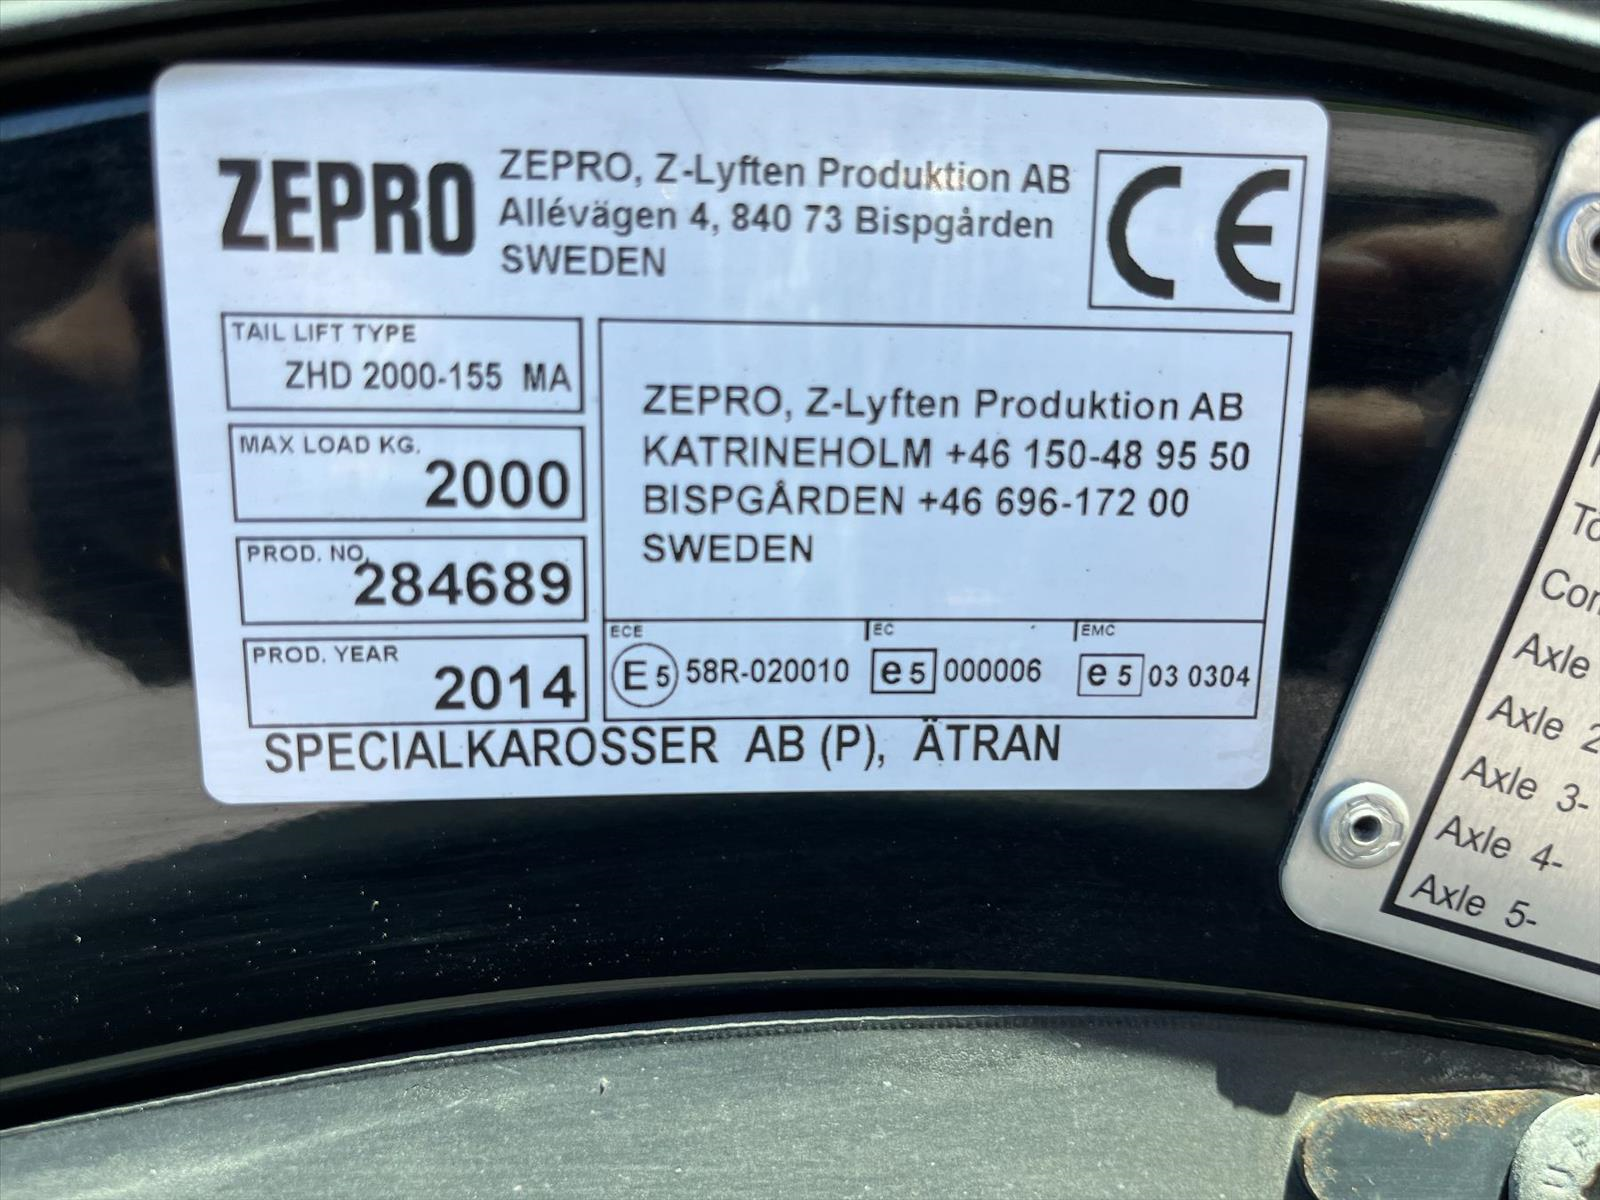 ZEPRO
ZEPRO, Z-Lyften Produktion AB
Allévägen 4, 840 73 Bispgården
SWEDEN
CE
TAIL LIFT TYPE
ZHD 2000-155 MA
MAX LOAD KG.
2000
PROD. NO.
284689
PROD. YEAR
2014
ZEPRO, Z-Lyften Produktion AB
KATRINEHOLM +46 150-48 95 50
BISPGÅRDEN +46 696-172 00
SWEDEN
ECE
E5 58R-020010
EC
e5 000006
EMC
e5 03 0304
SPECIALKAROSSER AB (P), ÄTRAN
Axle
Axle 2
Axle 3-
Axle 4-
Axle 5-